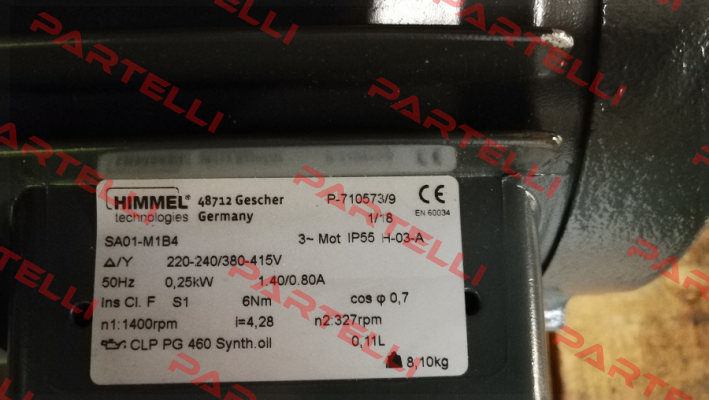 PARTELLI PARTELLI PARTELLI
HIMMEL® 48712 Gescher P-710573/9 CE
technologies Germany 1/18 EN 60034
SA01-M1B4 3~ Mot IP55 H-03-A
Δ/Y 220-240/380-415V
50Hz 0,25kW 1.40/0.80A
Ins Cl. F S1 6Nm cos φ 0,7
n1:1400rpm i=4,28 n2:327rpm
CLP PG 460 Synth.oil 0,11L
8,10kg
PARTELLI PARTELLI PARTELLI